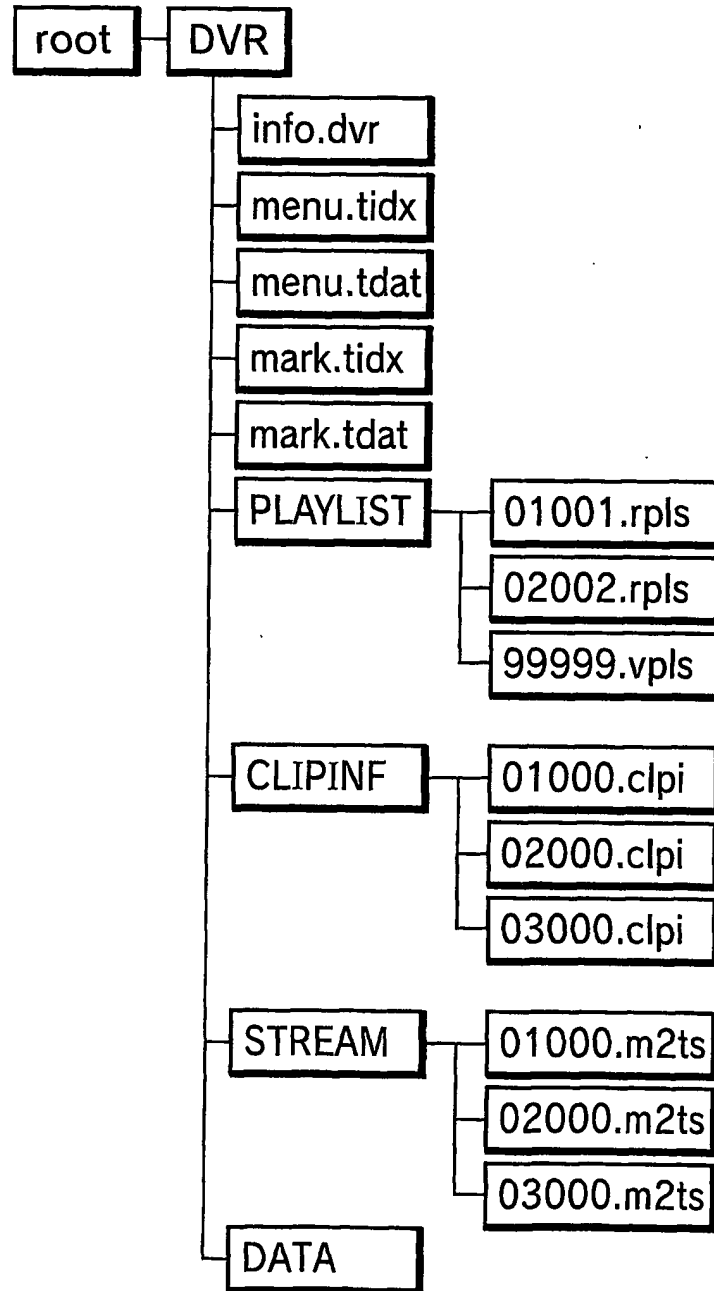 root DVR
info.dvr
menu.tidx
menu.tdat
mark.tidx
mark.tdat
PLAYLIST 01001.rpls
02002.rpls
99999.vpls
CLIPINF 01000.clpi
02000.clpi
03000.clpi
STREAM 01000.m2ts
02000.m2ts
03000.m2ts
DATA